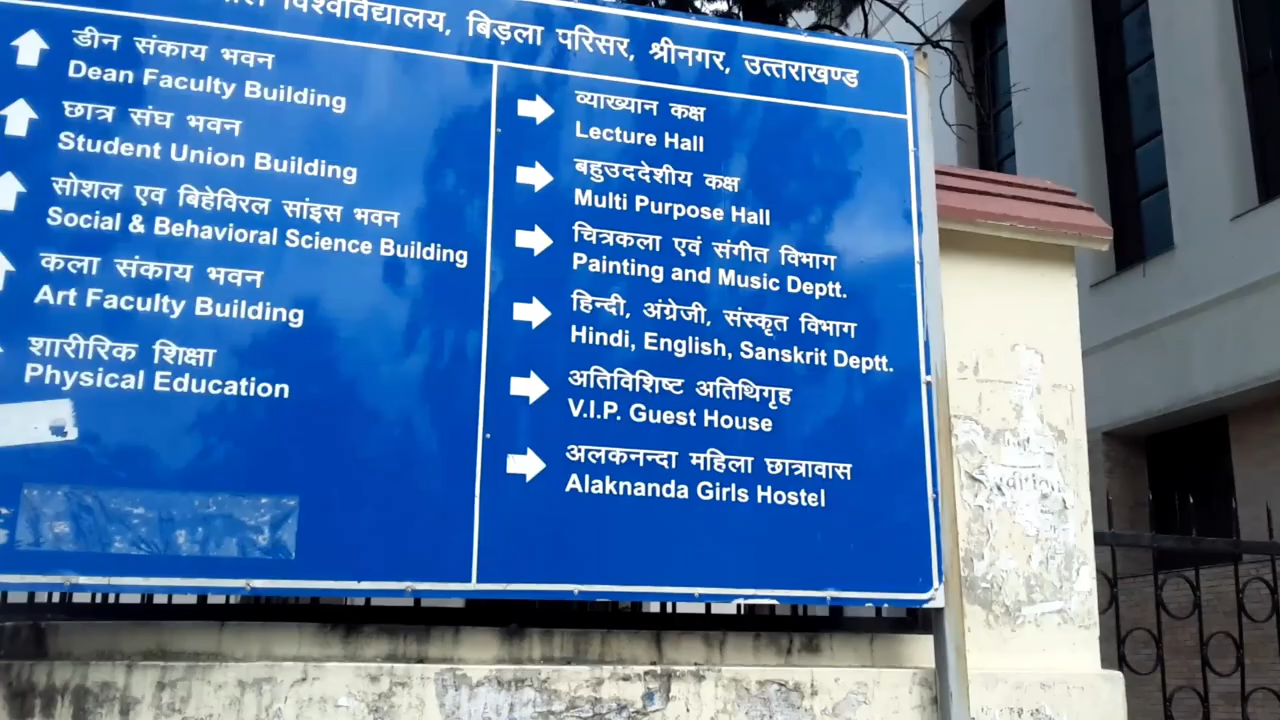 विश्वविद्यालय, बिड़ला परिसर, श्रीनगर, उत्तराखण्ड
डीन संकाय भवन
Dean Faculty Building
छात्र संघ भवन
Student Union Building
सोशल एव बिहेविरल सांइस भवन
Social & Behavioral Science Building
कला संकाय भवन
Art Faculty Building
शारीरिक शिक्षा
Physical Education
व्याख्यान कक्ष
Lecture Hall
बहुउददेशीय कक्ष
Multi Purpose Hall
चित्रकला एवं संगीत विभाग
Painting and Music Deptt.
हिन्दी, अंग्रेजी, संस्कृत विभाग
Hindi, English, Sanskrit Deptt.
अतिविशिष्ट अतिथिगृह
V.I.P. Guest House
अलकनन्दा महिला छात्रावास
Alaknanda Girls Hostel